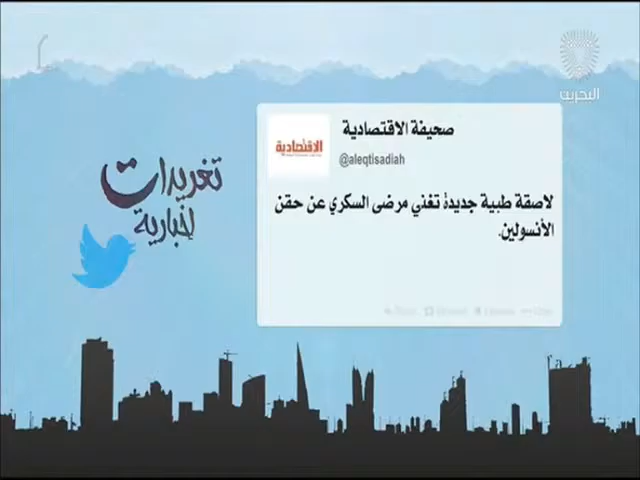 البحرين
صحيفة الاقتصادية
الاقتصادية
@aleqtisadiah
تغريدات
إخبارية
لاصقة طبية جديدة تغني مرضى السكري عن حقن
الأنسولين.